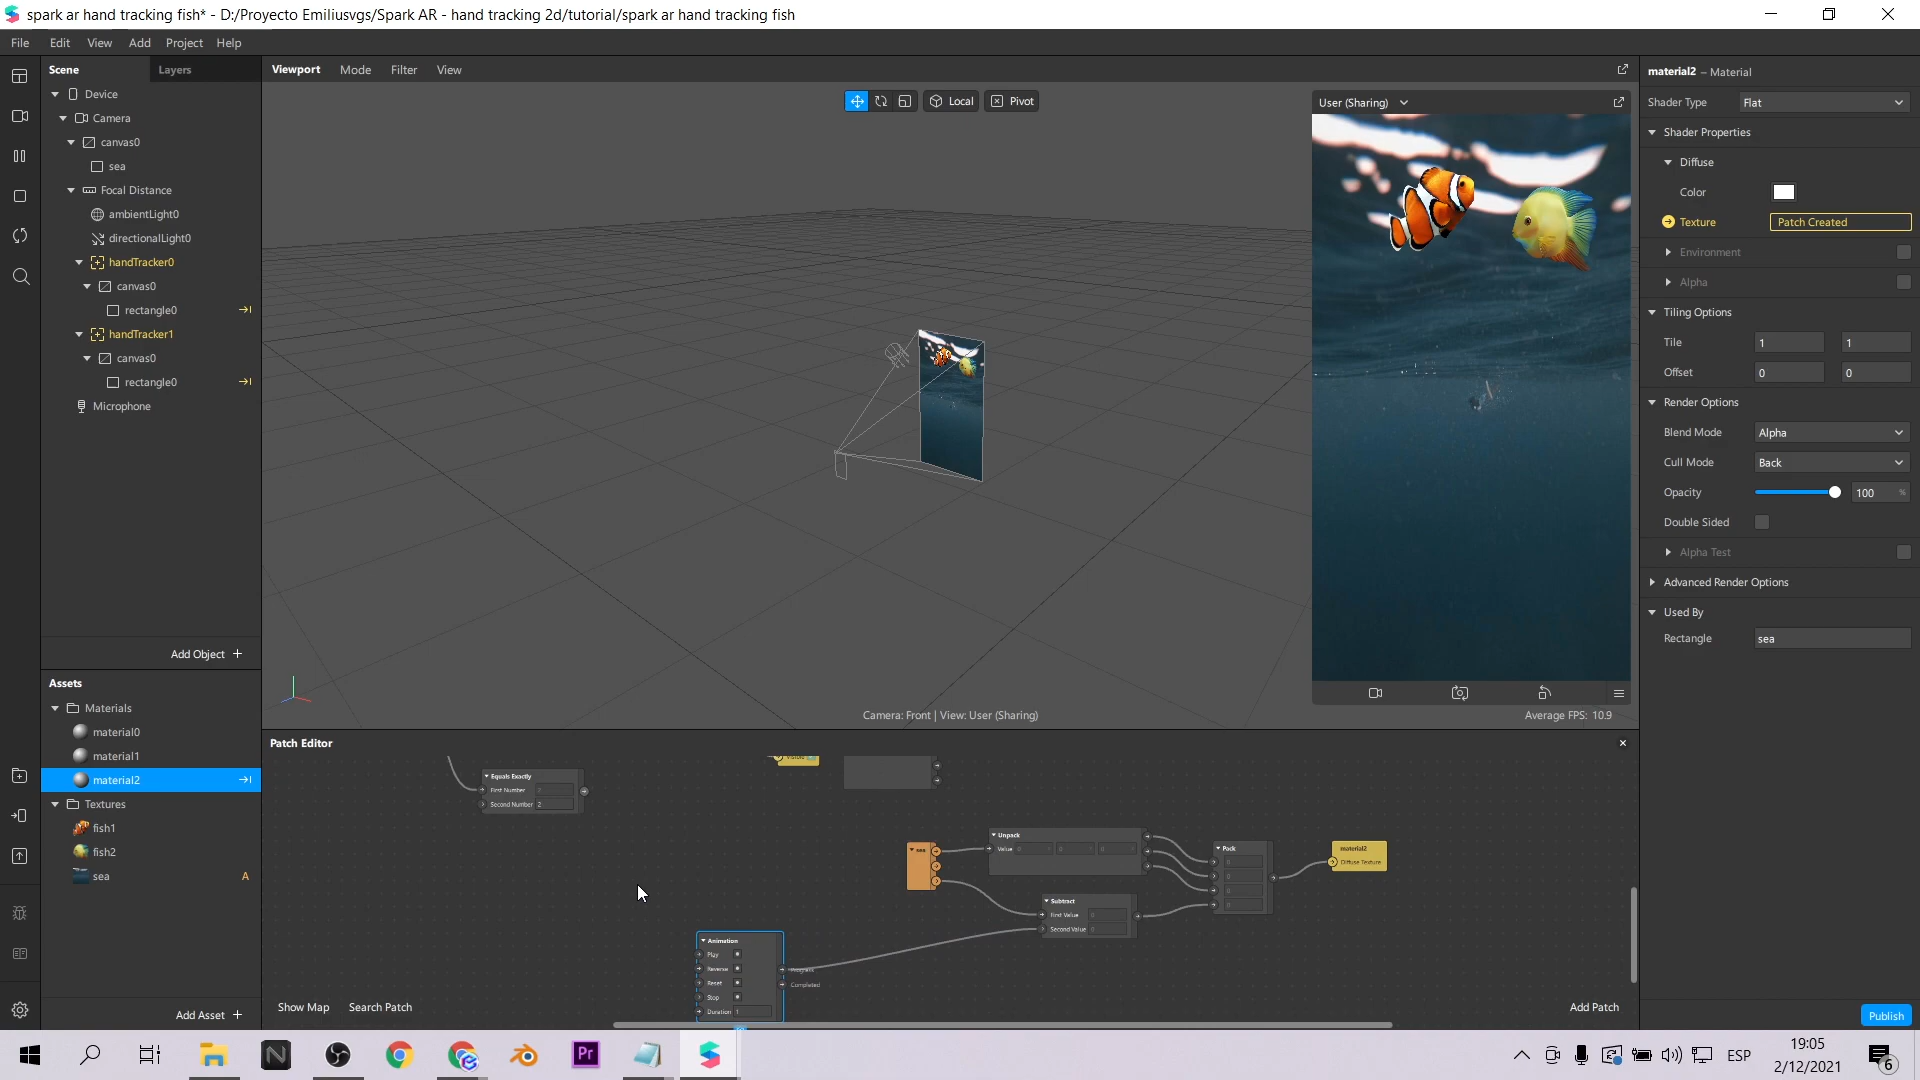 spark ar hand tracking fish* - D:/Proyecto Emiliusvgs/Spark AR - hand tracking 2d/tutorial/spark ar hand tracking fish
File Edit View Add Project Help
Scene Layers
Device
Camera
canvas0
sea
Focal Distance
ambientLight0
directionalLight0
handTracker0
canvas0
rectangle0
handTracker1
canvas0
rectangle0
Microphone
Add Object +
Assets
Materials
material0
material1
material2
Textures
fish1
fish2
sea A
Add Asset +
Viewport Mode Filter View
Local Pivot
User (Sharing)
Camera: Front | View: User (Sharing)
Average FPS: 10.9
Patch Editor
Equals Exactly
First Number
Second Number 2
sea
Unpack
Value
Pack
material2
Diffuse Texture
Subtract
First Value 0
Second Value 0
Animation
Play
Reverse
Reset
Stop
Duration 1
Progress
Completed
Show Map Search Patch
Add Patch
material2 – Material
Shader Type Flat
Shader Properties
Diffuse
Color
Texture Patch Created
Environment
Alpha
Tiling Options
Tile 1 1
Offset 0 0
Render Options
Blend Mode Alpha
Cull Mode Back
Opacity 100 %
Double Sided
Alpha Test
Advanced Render Options
Used By
Rectangle sea
Publish
N
Pr
ESP
19:05
2/12/2021
6